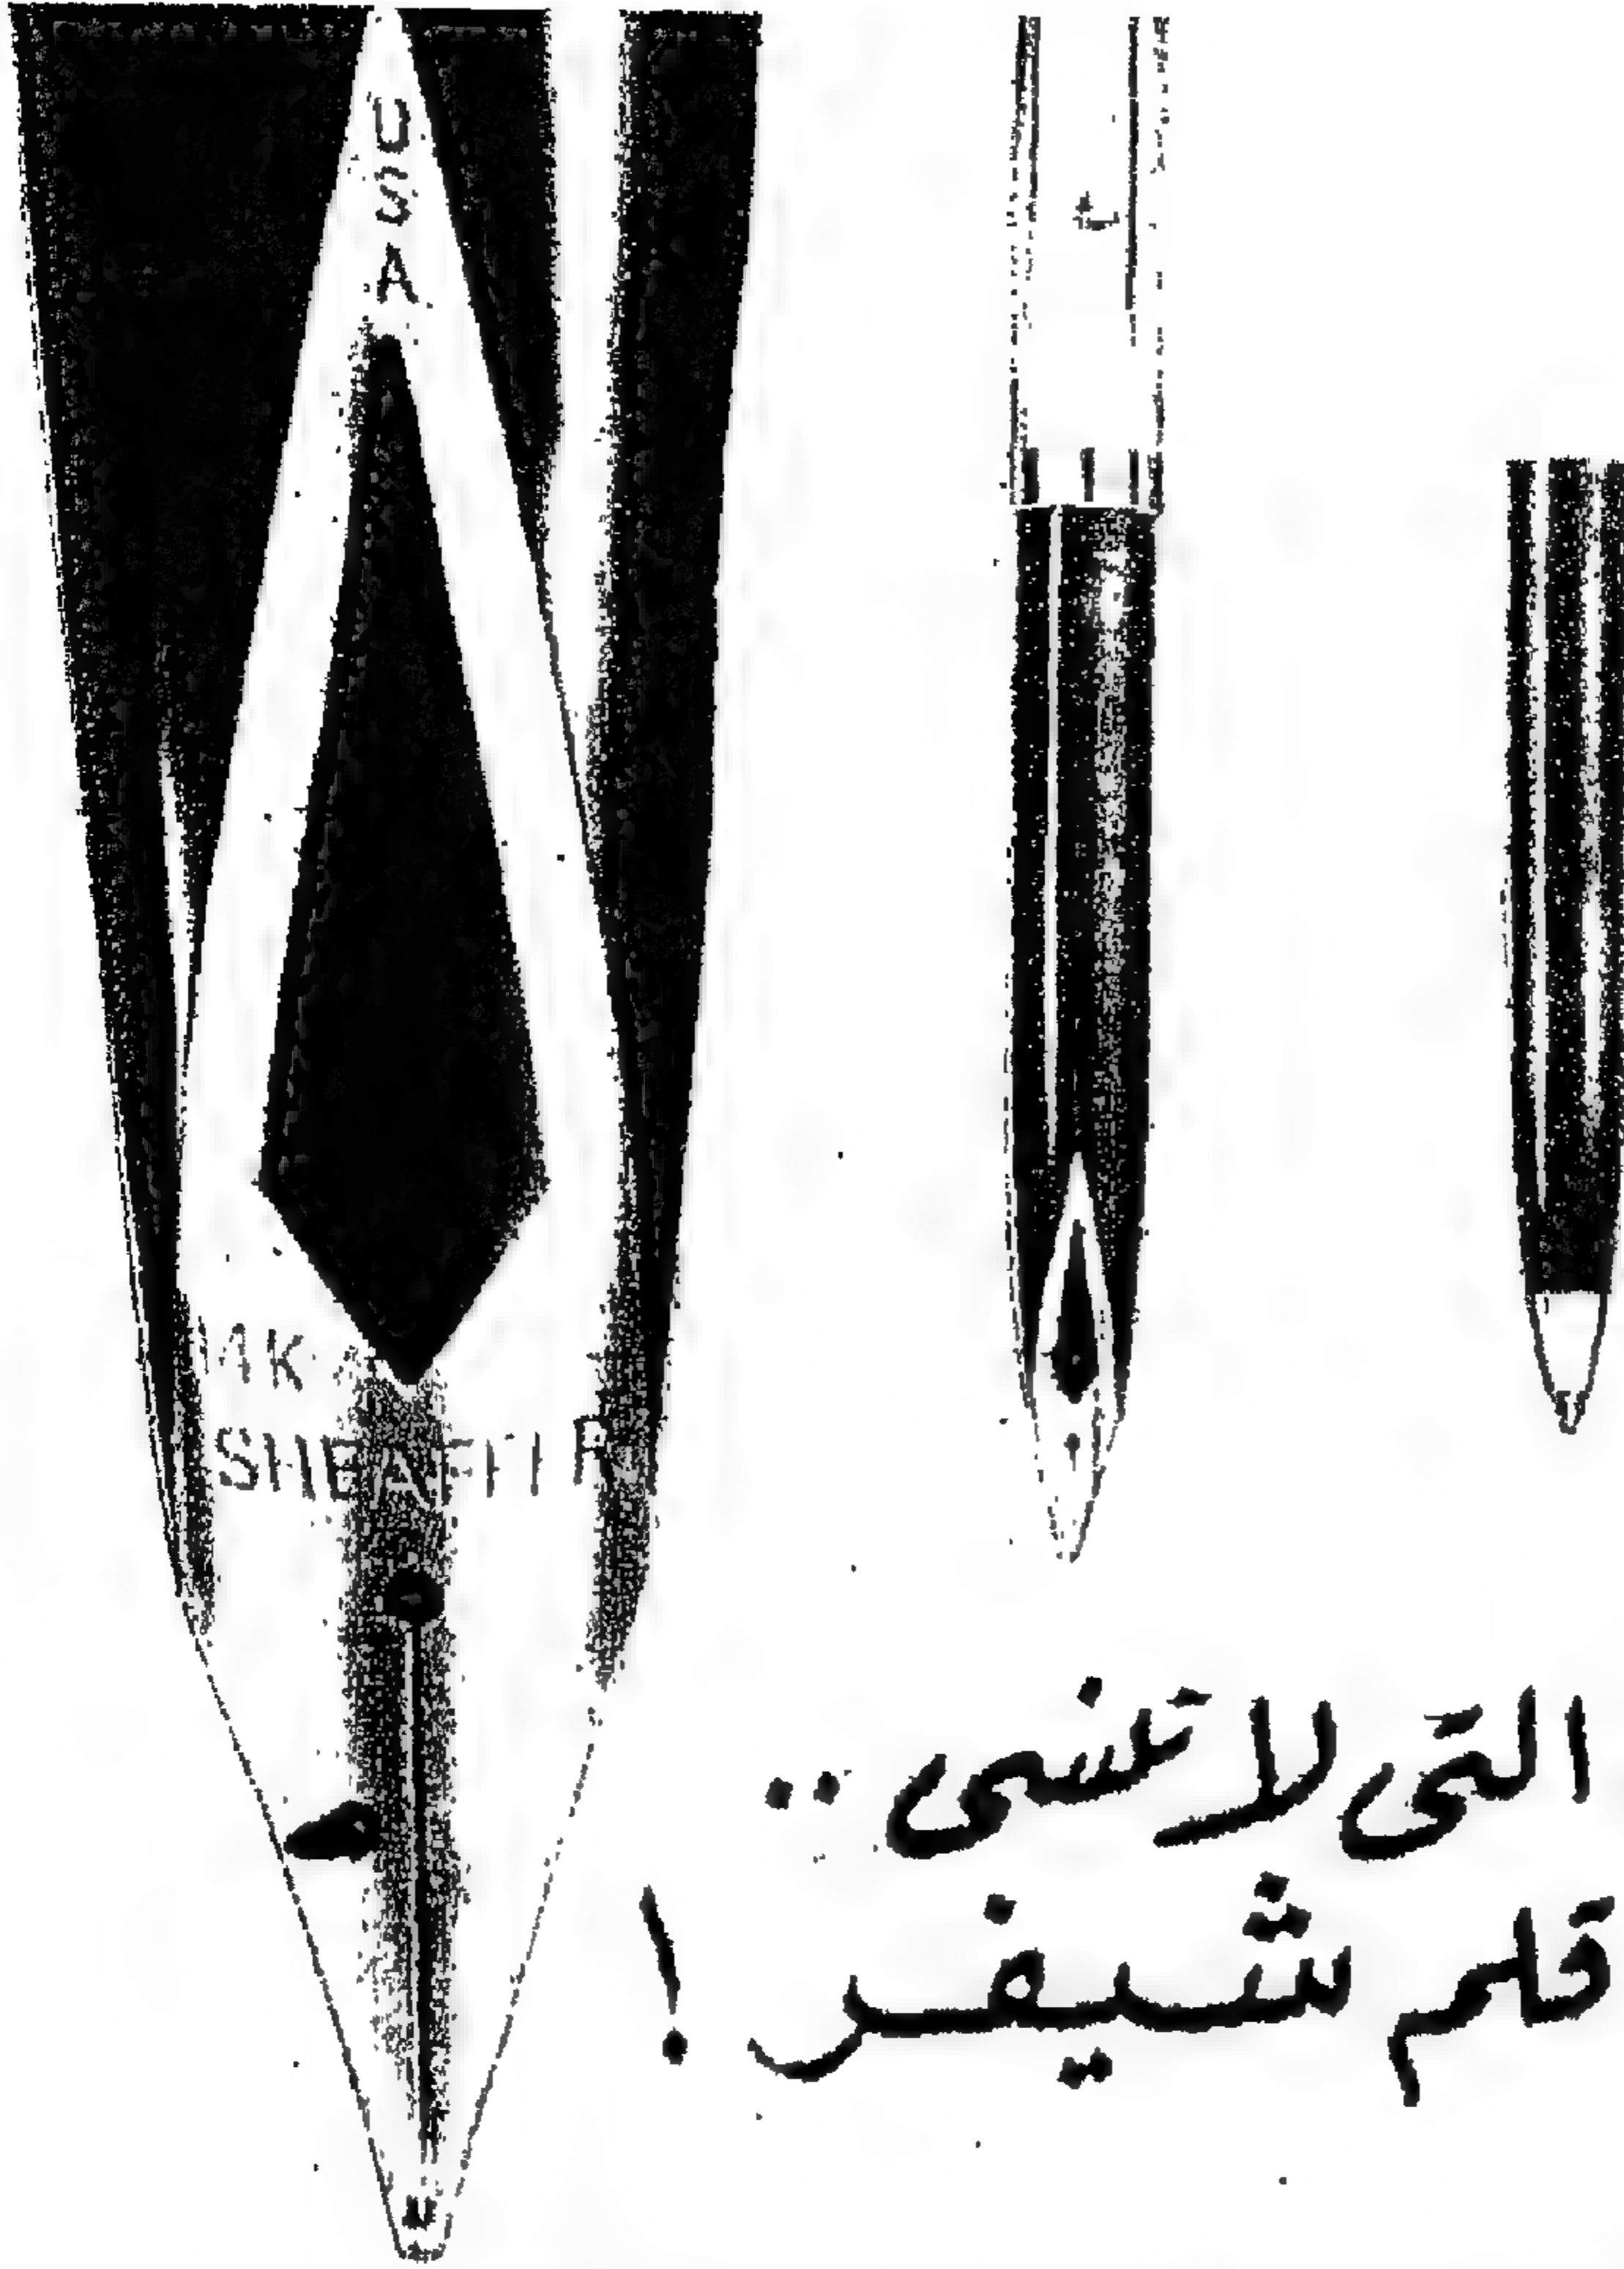 USA
14K
SHEAFFER
التى لا تنسى ..
قلم شيفر !